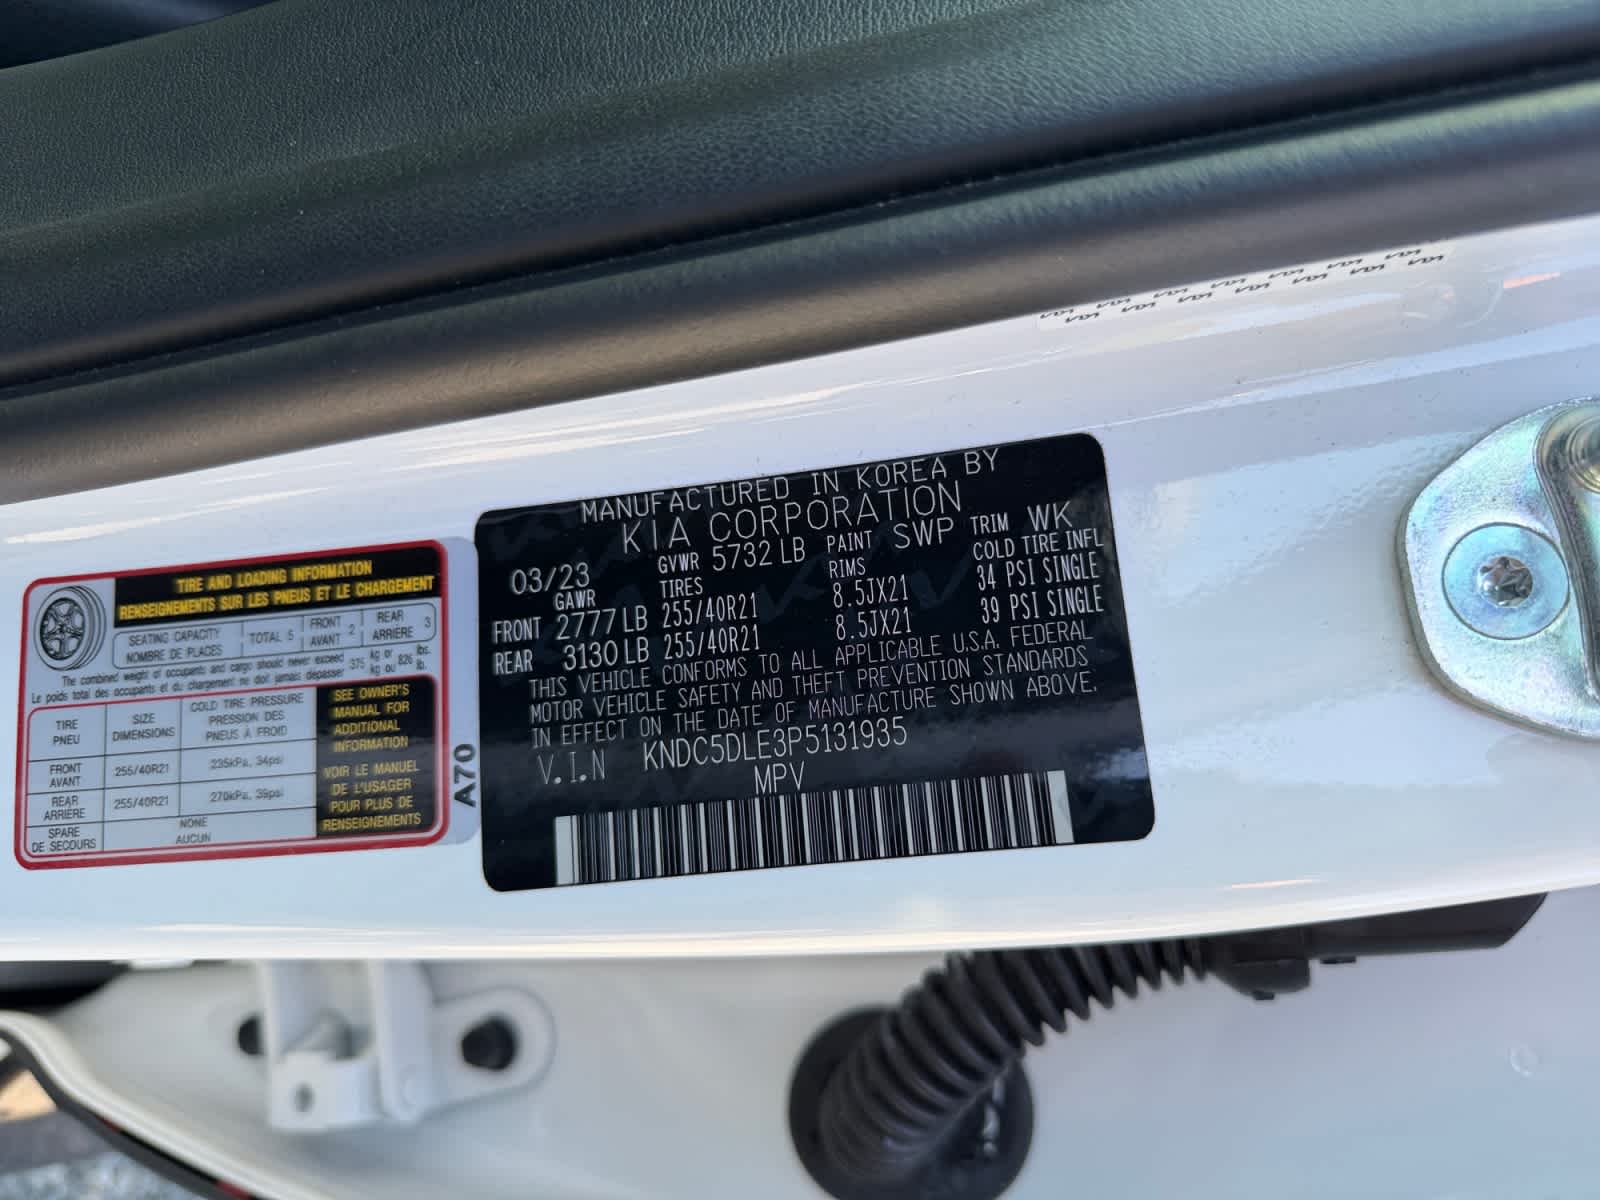 TIRE AND LOADING INFORMATION
RENSEIGNEMENTS SUR LES PNEUS ET LE CHARGEMENT
SEATING CAPACITY
NOMBRE DE PLACES
TOTAL 5
FRONT
AVANT
2
REAR
ARRIÈRE
3
The combined weight of occupants and cargo should never exceed 375 kg or 826 lbs.
Le poids total des occupants et du chargement ne doit jamais dépasser kg ou lb.
TIRE
PNEU
SIZE
DIMENSIONS
COLD TIRE PRESSURE
PRESSION DES
PNEUS À FROID
FRONT
AVANT
255/40R21
235kPa, 34psi
REAR
ARRIÈRE
255/40R21
270kPa, 39psi
SPARE
DE SECOURS
NONE
AUCUN
SEE OWNER'S
MANUAL FOR
ADDITIONAL
INFORMATION
VOIR LE MANUEL
DE L'USAGER
POUR PLUS DE
RENSEIGNEMENTS
A70
MANUFACTURED IN KOREA BY
KIA CORPORATION
03/23 GVWR 5732 LB PAINT SWP TRIM WK
GAWR TIRES RIMS COLD TIRE INFL
FRONT 2777 LB 255/40R21 8.5JX21 34 PSI SINGLE
REAR 3130 LB 255/40R21 8.5JX21 39 PSI SINGLE
THIS VEHICLE CONFORMS TO ALL APPLICABLE U.S.A. FEDERAL
MOTOR VEHICLE SAFETY AND THEFT PREVENTION STANDARDS
IN EFFECT ON THE DATE OF MANUFACTURE SHOWN ABOVE.
V.I.N KNDC5DLE3P5131935
MPV